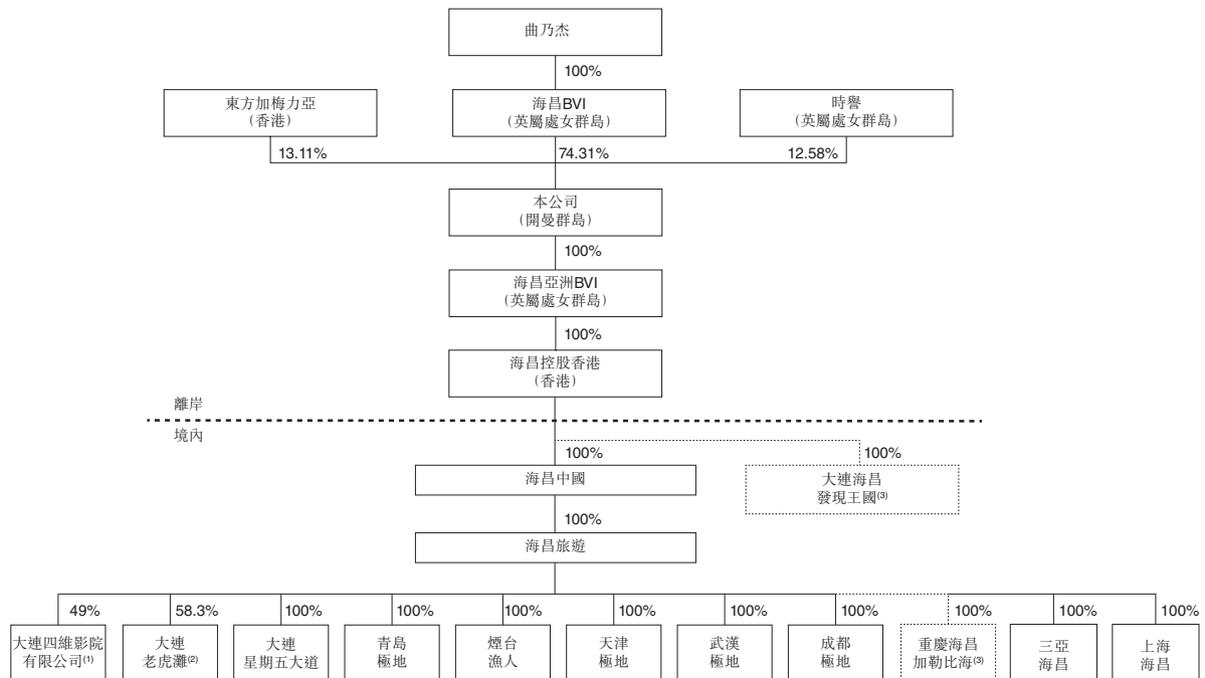 曲乃杰
100%
東方加梅力亞
(香港)
海昌BVI
(英屬處女群島)
時譽
(英屬處女群島)
13.11%
74.31%
12.58%
本公司
(開曼群島)
100%
海昌亞洲BVI
(英屬處女群島)
100%
海昌控股香港
(香港)
離岸
境內
100%
100%
海昌中國
大連海昌
發現王國(3)
100%
海昌旅遊
49%
58.3%
100%
100%
100%
100%
100%
100%
100%
100%
100%
大連四維影院
有限公司(1)
大連
老虎灘(2)
大連
星期五大道
青島
極地
煙台
漁人
天津
極地
武漢
極地
成都
極地
重慶海昌
加勒比海(3)
三亞
海昌
上海
海昌